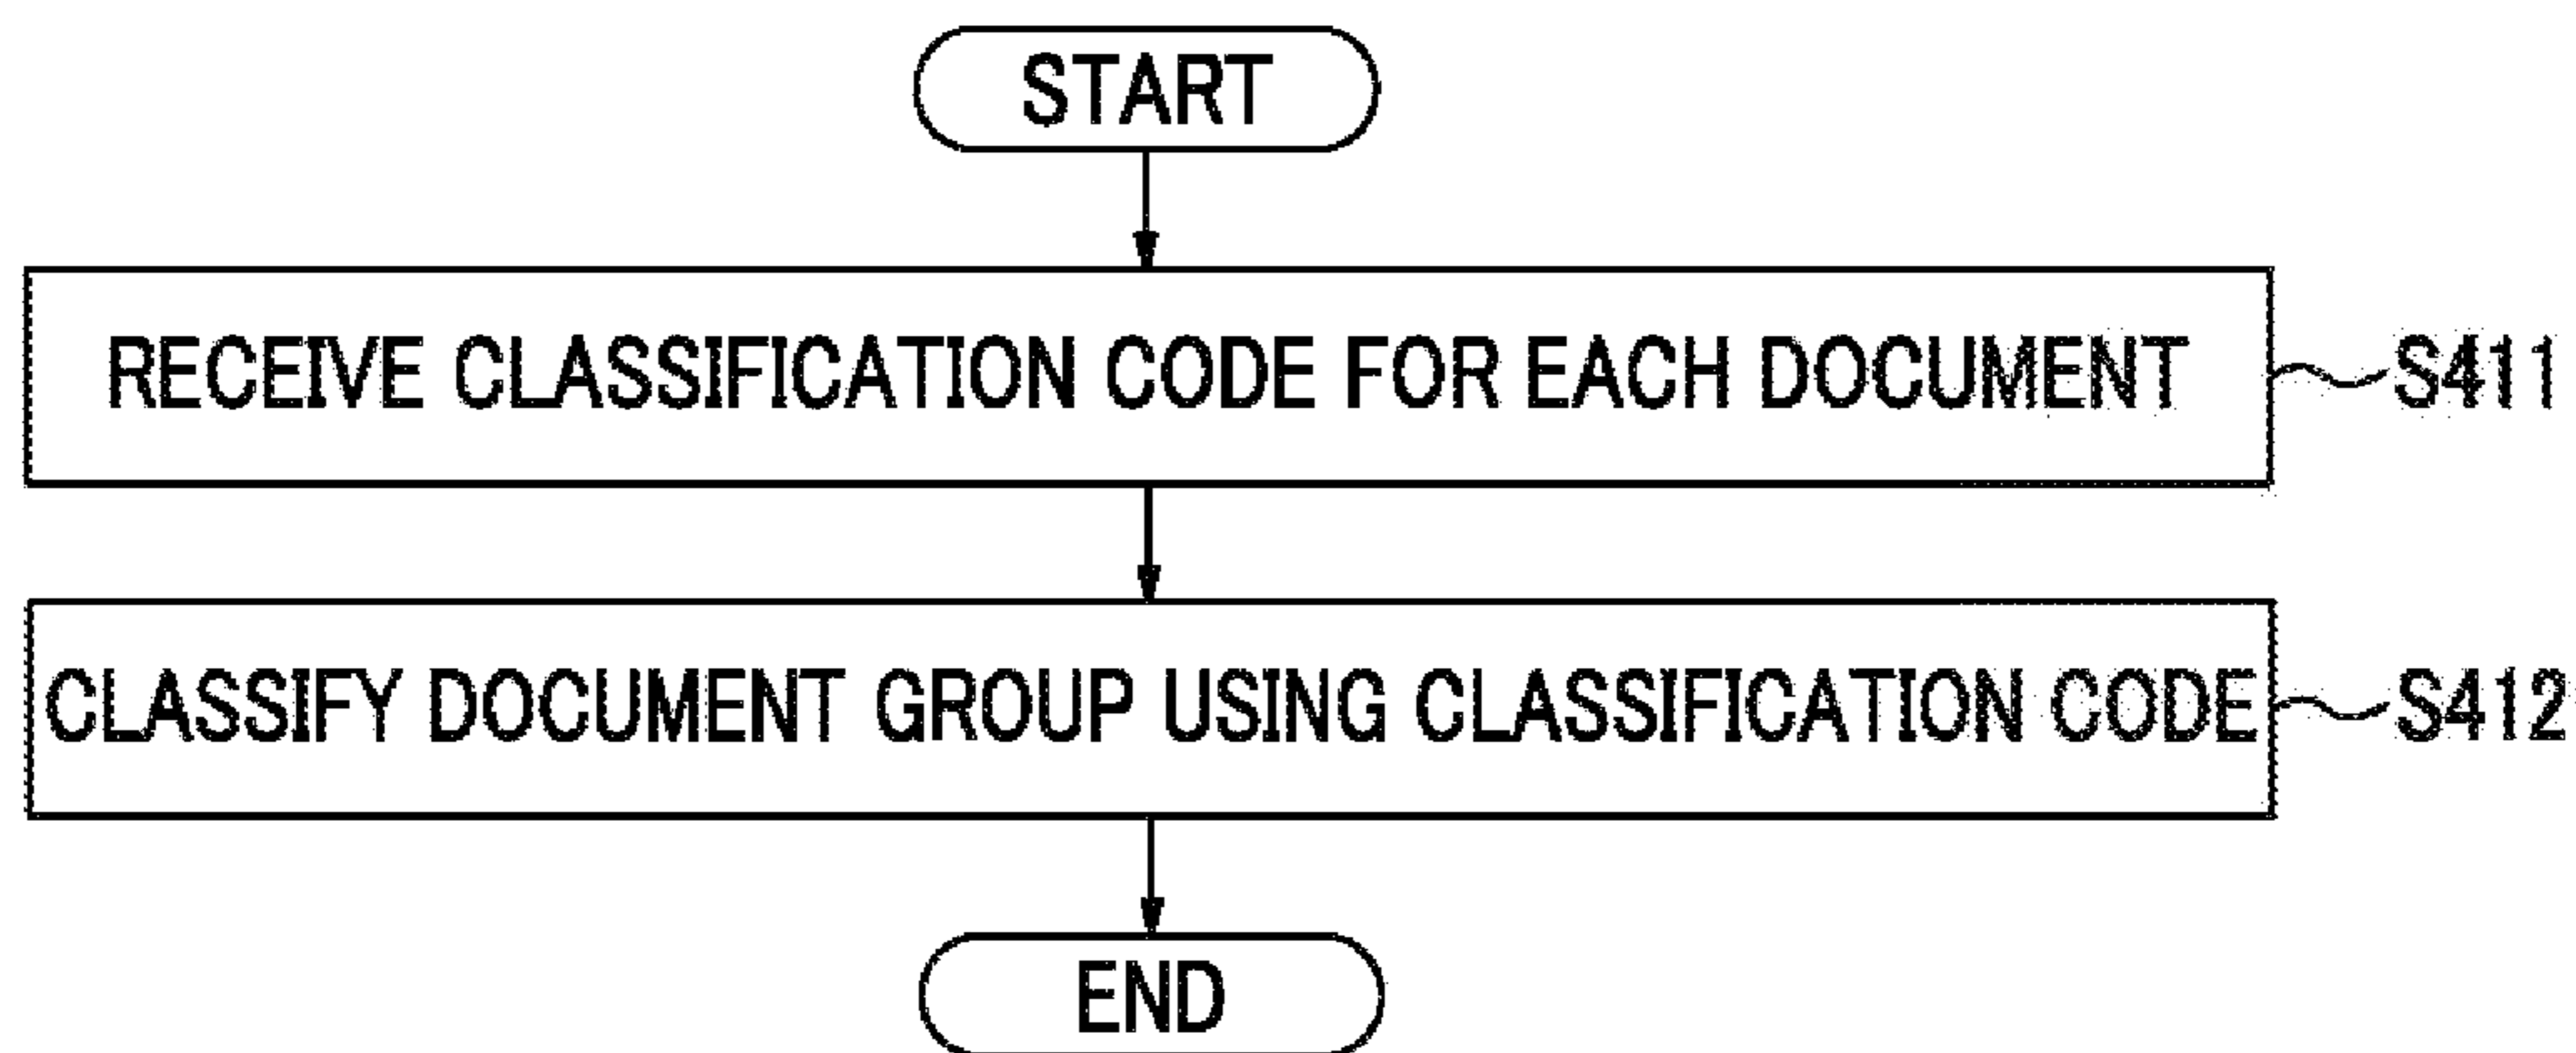 START
RECEIVE CLASSIFICATION CODE FOR EACH DOCUMENT
S411
CLASSIFY DOCUMENT GROUP USING CLASSIFICATION CODE
S412
END